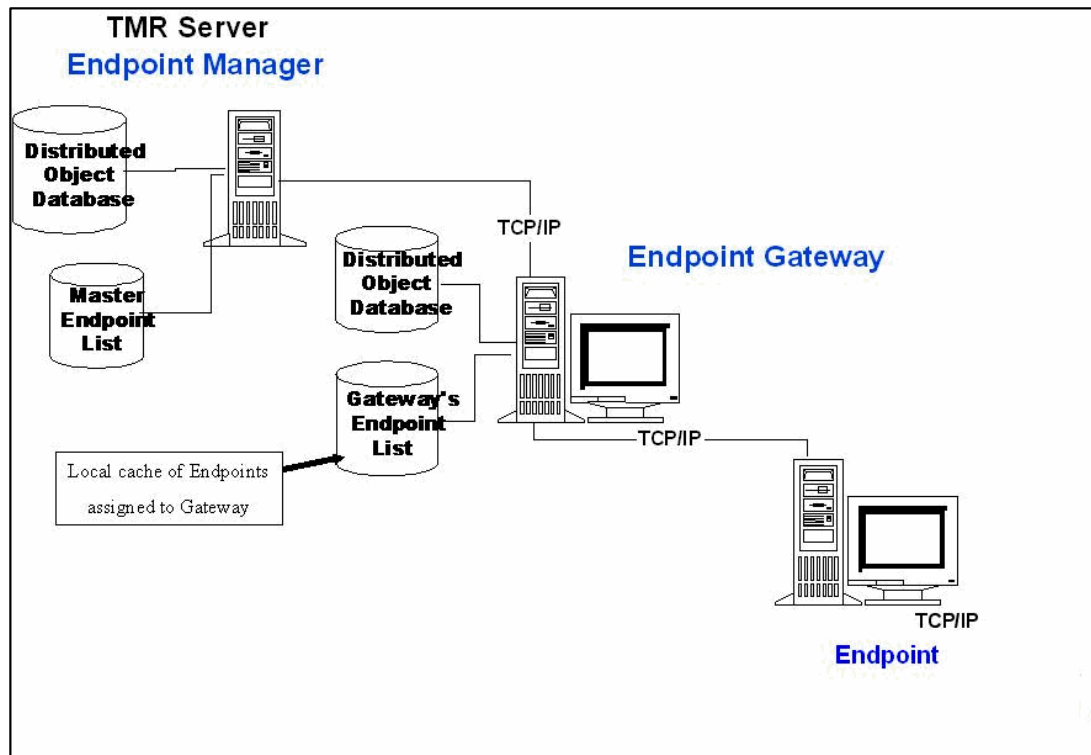 TMR Server
Endpoint Manager
Distributed
Object
Database
Master
Endpoint
List
TCP/IP
Distributed
Object
Database
Endpoint Gateway
Gateway's
Endpoint
List
Local cache of Endpoints
assigned to Gateway
TCP/IP
TCP/IP
Endpoint